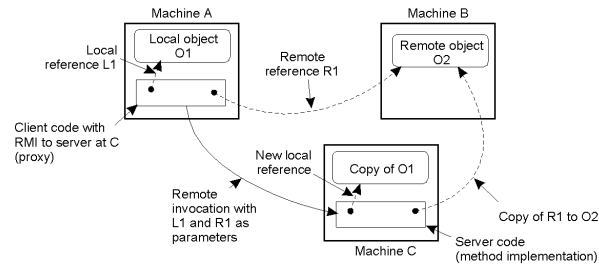 Machine A
Machine B
Local object
O1
Remote object
O2
Local
reference L1
Remote
reference R1
Client code with
RMI to server at C
(proxy)
New local
reference
Copy of O1
Remote
invocation with
L1 and R1 as
parameters
Copy of R1 to O2
Machine C
Server code
(method implementation)